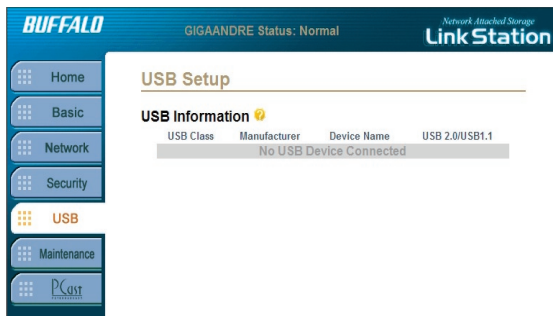 BUFFALO
GIGAANDRE Status: Normal
Network Attached Storage
LinkStation
Home
Basic
Network
Security
USB
Maintenance
PCast
USB Setup
USB Information ?
USB Class Manufacturer Device Name USB 2.0/USB1.1
No USB Device Connected